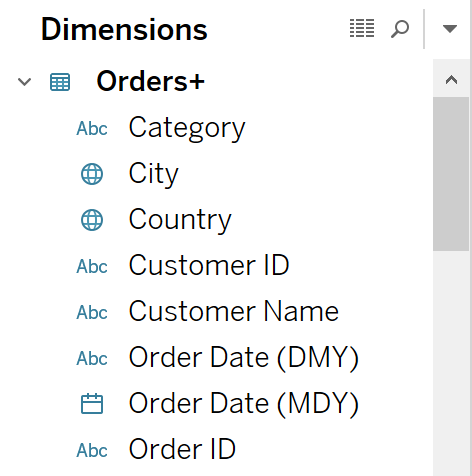 Dimensions
Orders+
Abc Category
City
Country
Abc Customer ID
Abc Customer Name
Abc Order Date (DMY)
Order Date (MDY)
Abc Order ID